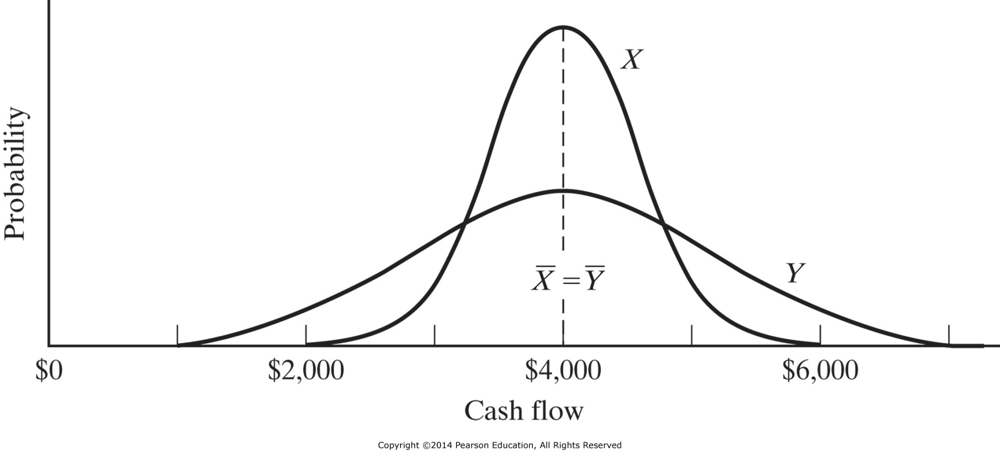 Probability
X
X̅ = Y̅
Y
$0 $2,000 $4,000 $6,000
Cash flow
Copyright ©2014 Pearson Education, All Rights Reserved